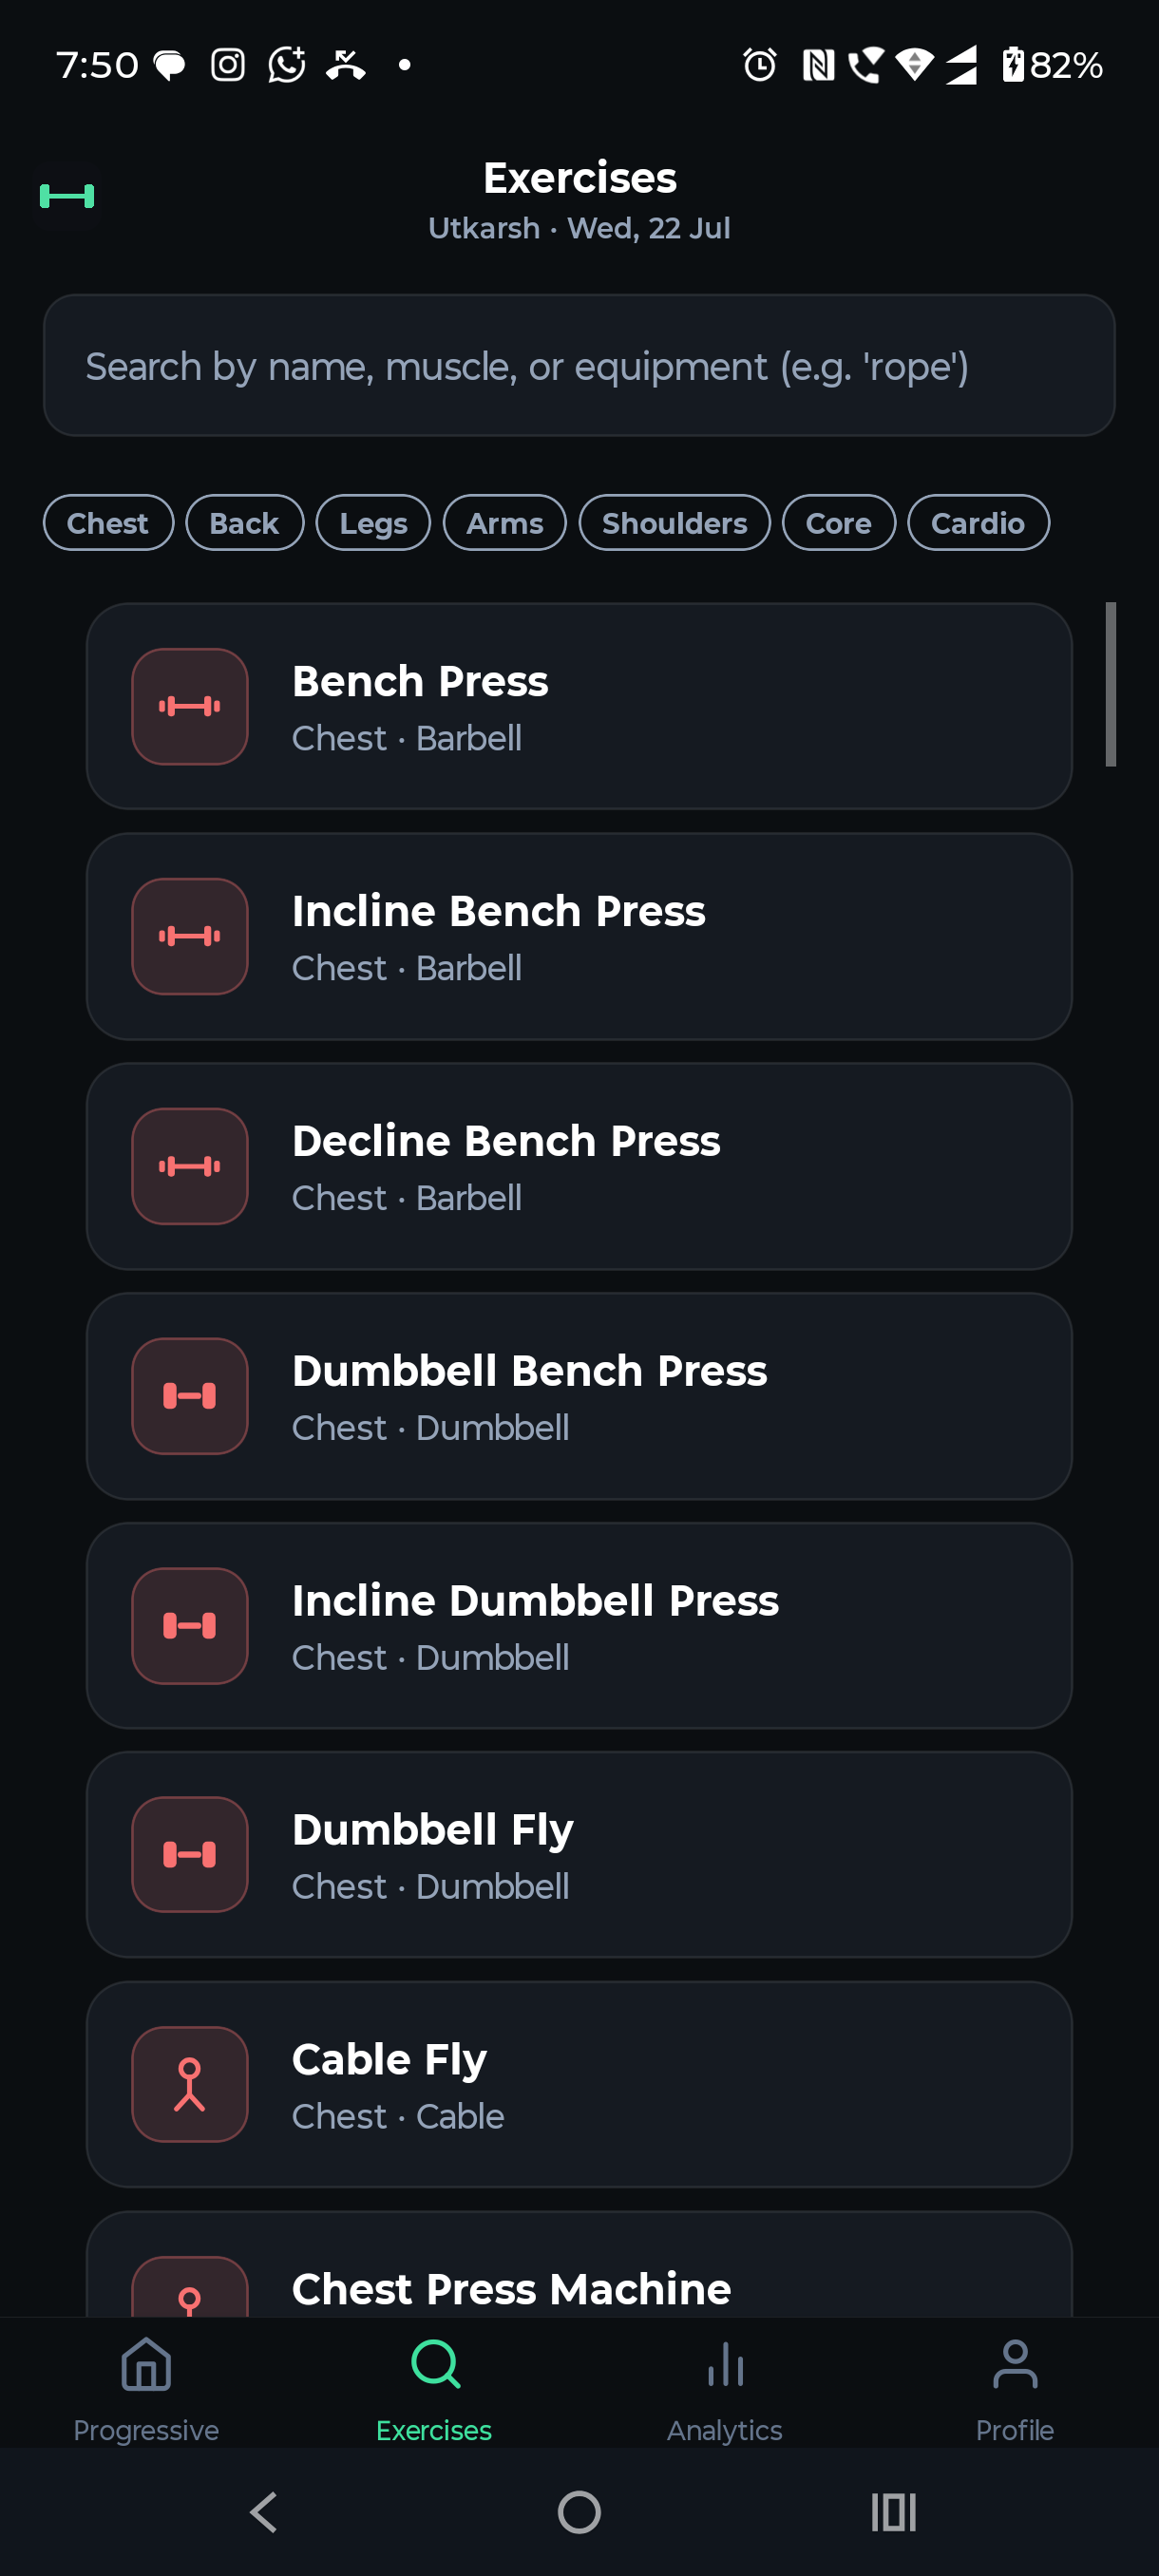 7:50
82%
Exercises
Utkarsh · Wed, 22 Jul
Search by name, muscle, or equipment (e.g. 'rope')
Chest Back Legs Arms Shoulders Core Cardio
Bench Press
Chest · Barbell
Incline Bench Press
Chest · Barbell
Decline Bench Press
Chest · Barbell
Dumbbell Bench Press
Chest · Dumbbell
Incline Dumbbell Press
Chest · Dumbbell
Dumbbell Fly
Chest · Dumbbell
Cable Fly
Chest · Cable
Chest Press Machine
Progressive Exercises Analytics Profile